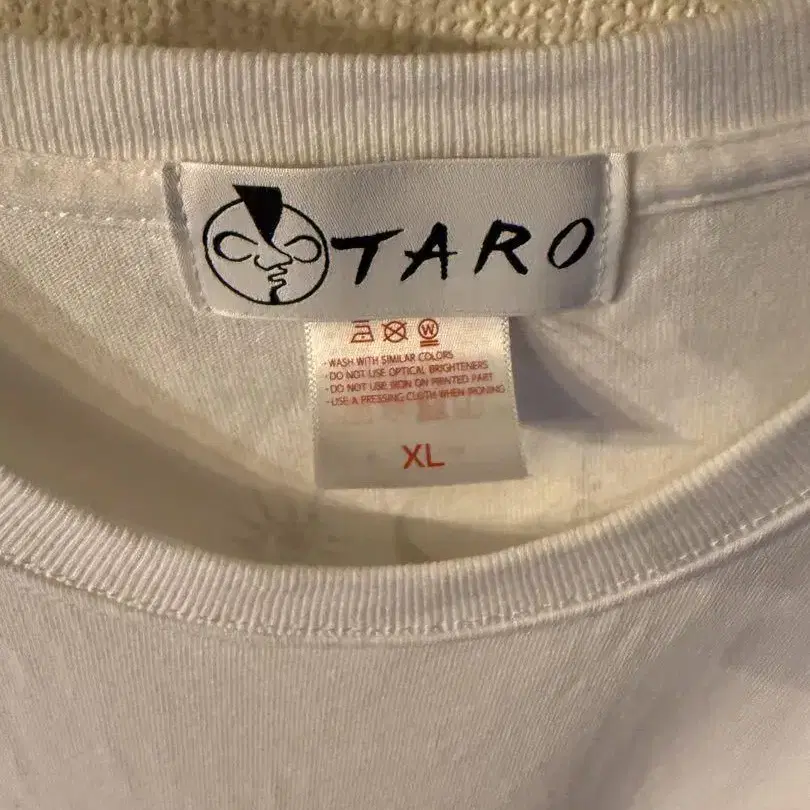 TARO
W
· WASH WITH SIMILAR COLORS
· DO NOT USE OPTICAL BRIGHTENERS
· DO NOT USE IRON ON PRINTED PART
· USE A PRESSING CLOTH WHEN IRONING
XL